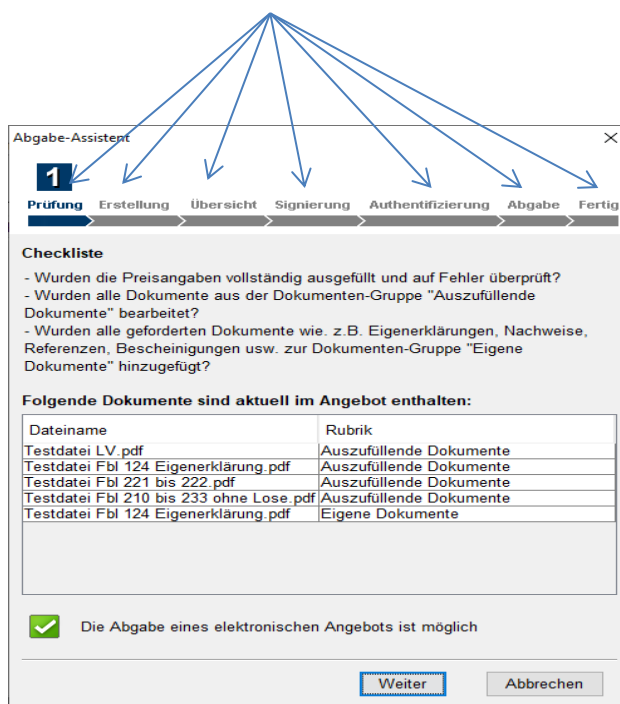 Abgabe-Assistent
1
Prüfung Erstellung Übersicht Signierung Authentifizierung Abgabe Fertig
Checkliste
- Wurden die Preisangaben vollständig ausgefüllt und auf Fehler überprüft?
- Wurden alle Dokumente aus der Dokumenten-Gruppe "Auszufüllende
Dokumente" bearbeitet?
- Wurden alle geforderten Dokumente wie. z.B. Eigenerklärungen, Nachweise,
Referenzen, Bescheinigungen usw. zur Dokumenten-Gruppe "Eigene
Dokumente" hinzugefügt?
Folgende Dokumente sind aktuell im Angebot enthalten:
Dateiname Rubrik
Testdatei LV.pdf Auszufüllende Dokumente
Testdatei Fbl 124 Eigenerklärung.pdf Auszufüllende Dokumente
Testdatei Fbl 221 bis 222.pdf Auszufüllende Dokumente
Testdatei Fbl 210 bis 233 ohne Lose.pdf Auszufüllende Dokumente
Testdatei Fbl 124 Eigenerklärung.pdf Eigene Dokumente
Die Abgabe eines elektronischen Angebots ist möglich
Weiter Abbrechen